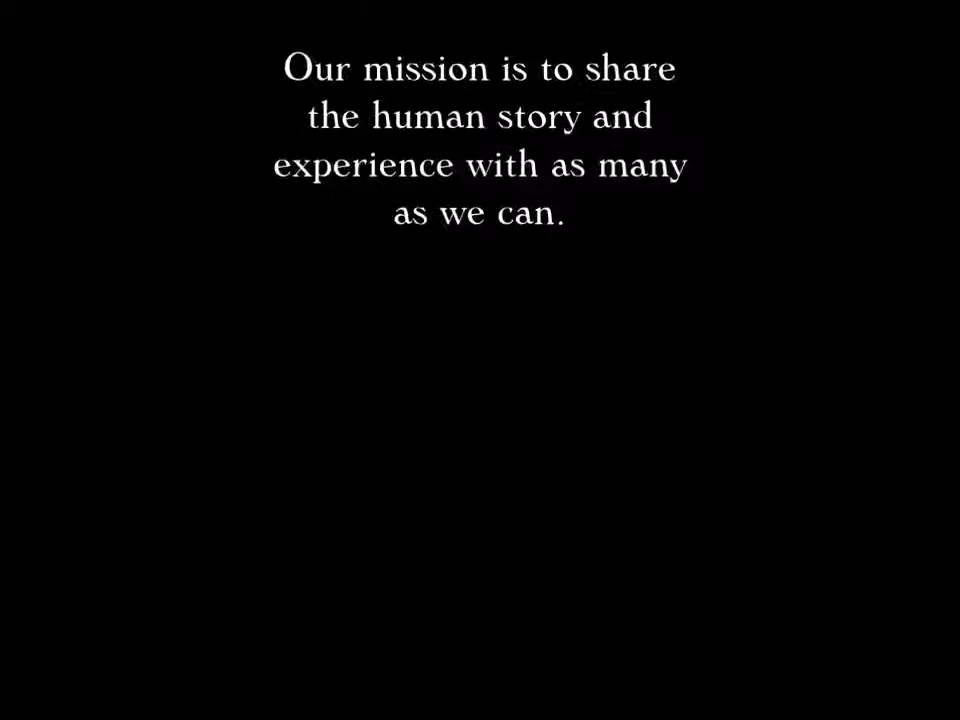 Our mission is to share
the human story and
experience with as many
as we can.